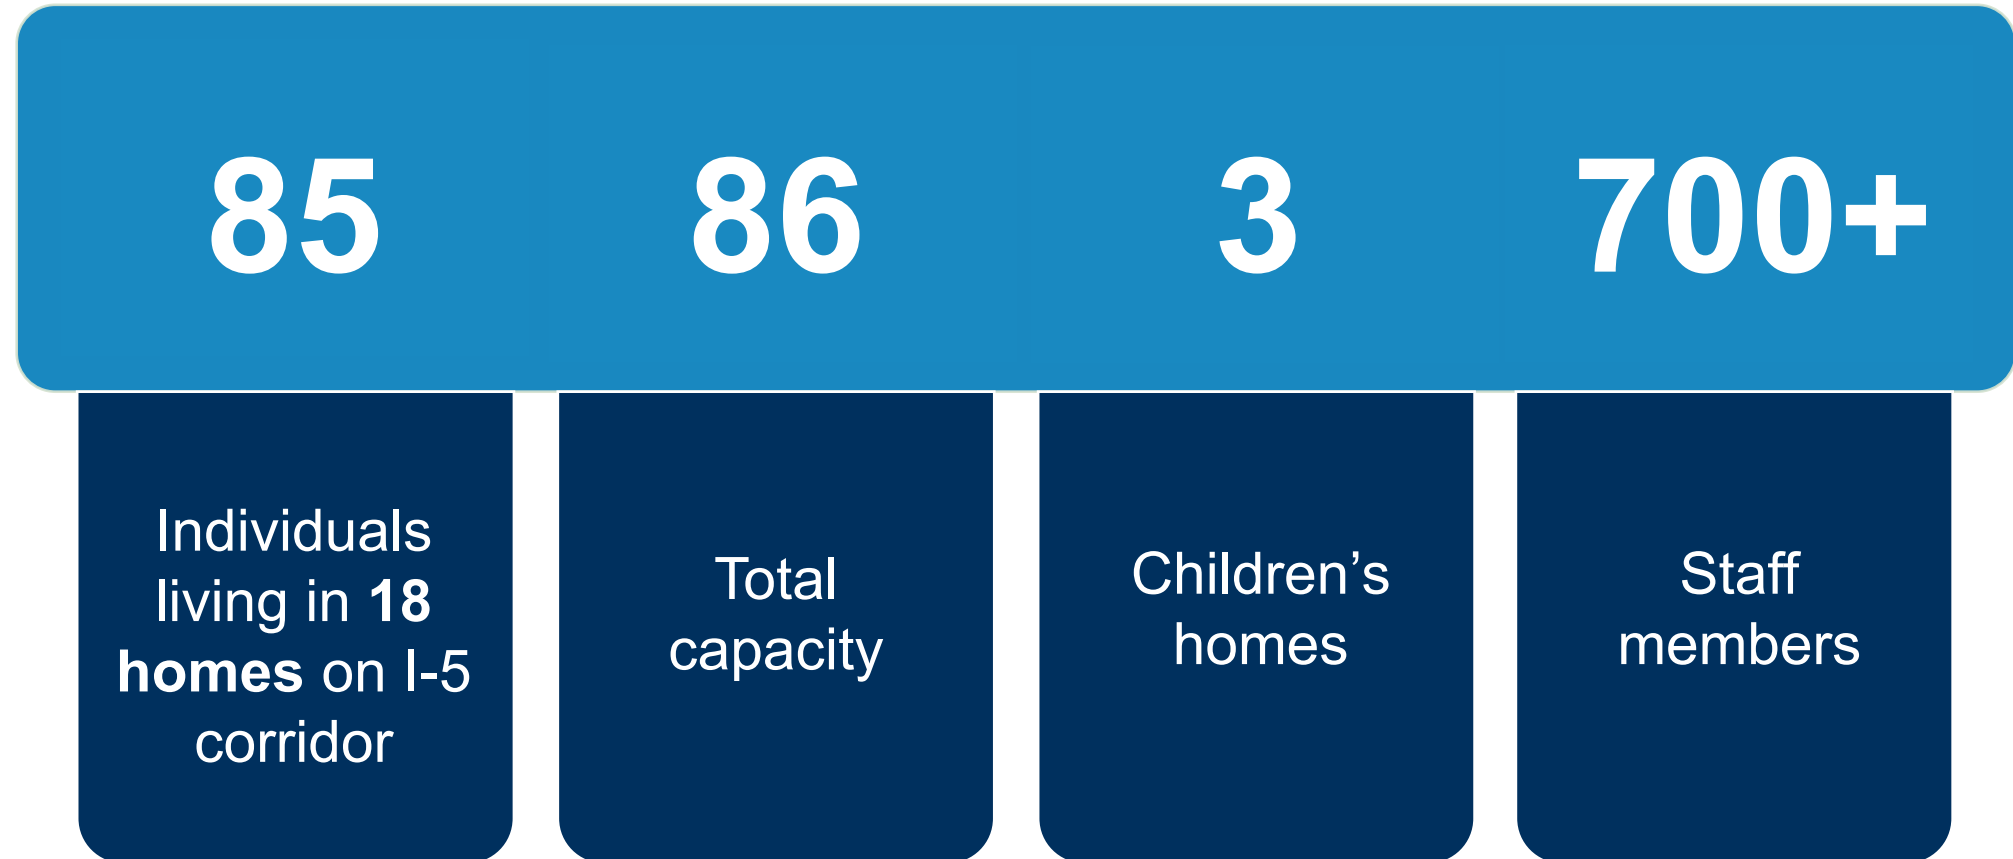 85
86
3
700+
Individuals
living in 18
homes on I-5
corridor
Total
capacity
Children’s
homes
Staff
members